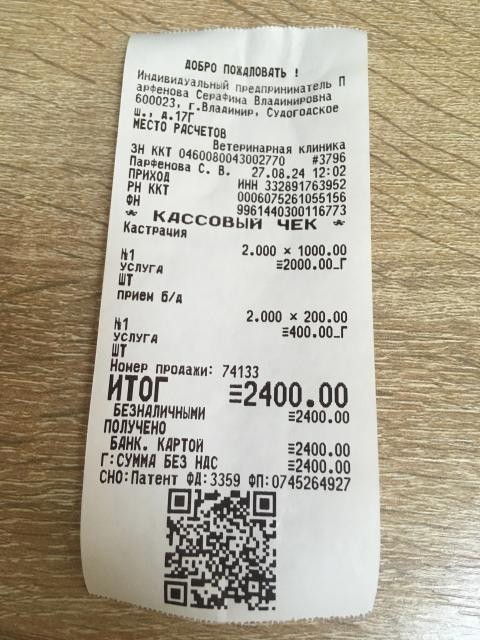 ДОБРО ПОЖАЛОВАТЬ !
Индивидуальный предприниматель П
арфенова Серафина Владинировна
600023, г.Владимир, Судогодское
ш., д.17Г
МЕСТО РАСЧЕТОВ
Ветеринарная клиника
ЗН ККТ 0460080043002770 #3796
Парфенова С. В. 27.08.24 12:02
ПРИХОД ИНН 332891763952
РН ККТ 0006075261055156
ФН 9961440300116773
* КАССОВЫЙ ЧЕК *
Кастрация
2.000 × 1000.00
№1 ≡2000.00_Г
УСЛУГА
ШТ
прием б/д
2.000 × 200.00
№1 ≡400.00_Г
УСЛУГА
ШТ
Номер продажи: 74133
ИТОГ ≡2400.00
БЕЗНАЛИЧНЫМИ ≡2400.00
ПОЛУЧЕНО
БАНК. КАРТОЙ ≡2400.00
Г:СУММА БЕЗ НДС ≡2400.00
СНО:Патент ФД:3359 ФП:0745264927